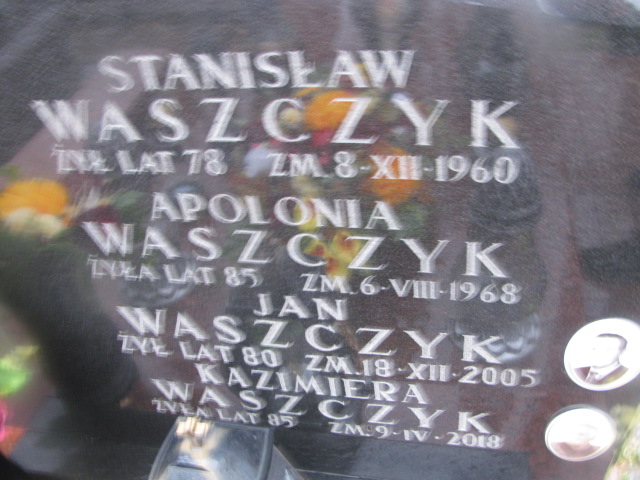 STANISŁAW
WASZCZYK
ŻYŁ LAT 78 ZM. 8-XII-1960
APOLONIA
WASZCZYK
ŻYŁA LAT 85 ZM. 6-VIII-1968
JAN
WASZCZYK
ŻYŁ LAT 80 ZM. 18-XII-2005
KAZIMIERA
WASZCZYK
ŻYŁA LAT 85 ZM. 9-IV-2018